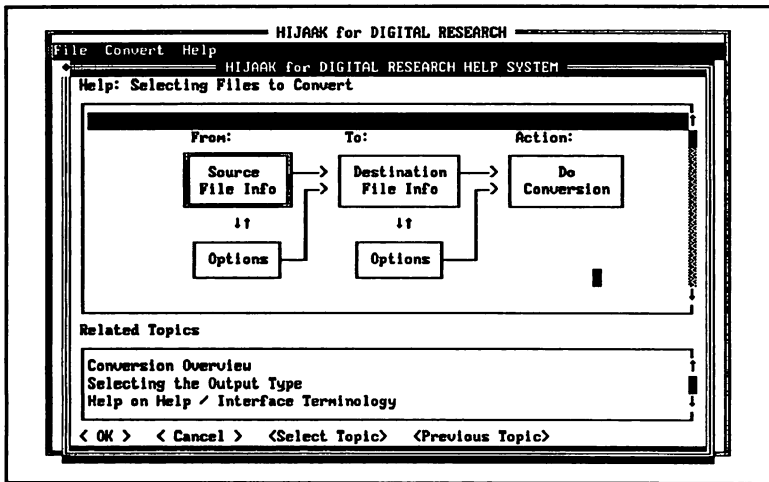 HIJAAK for DIGITAL RESEARCH
File Convert Help
HIJAAK for DIGITAL RESEARCH HELP SYSTEM
Help: Selecting Files to Convert
From: To: Action:
Source File Info
Destination File Info
Do Conversion
Options
Options
Related Topics
Conversion Overview
Selecting the Output Type
Help on Help / Interface Terminology
< OK > < Cancel > <Select Topic> <Previous Topic>